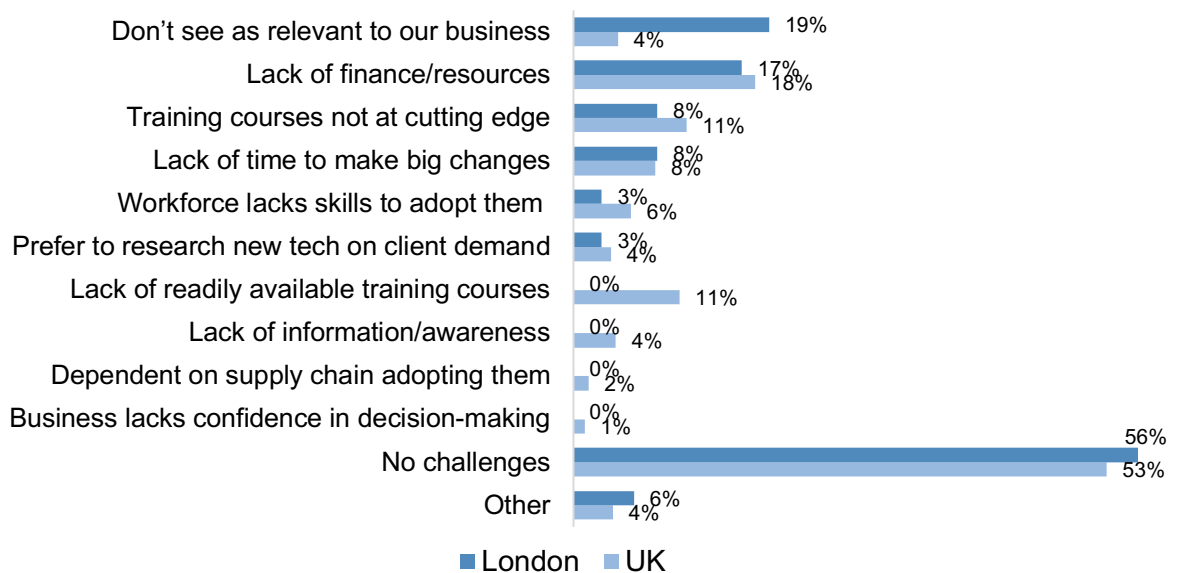 Don’t see as relevant to our business 19%
4%
Lack of finance/resources 17%
18%
Training courses not at cutting edge 8%
11%
Lack of time to make big changes 8%
8%
Workforce lacks skills to adopt them 3%
6%
Prefer to research new tech on client demand 3%
4%
Lack of readily available training courses 0%
11%
Lack of information/awareness 0%
4%
Dependent on supply chain adopting them 0%
2%
Business lacks confidence in decision-making 0%
1%
56%
No challenges
53%
Other 6%
4%
London UK